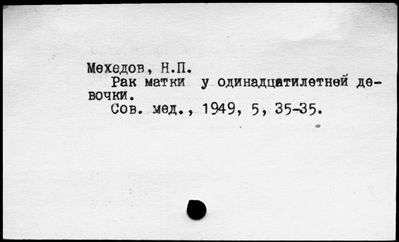 Мехедов, Н.П.
Рак матки у одинадцатилетней де-
вочки.
Сов. мед., 1949, 5, 35-35.